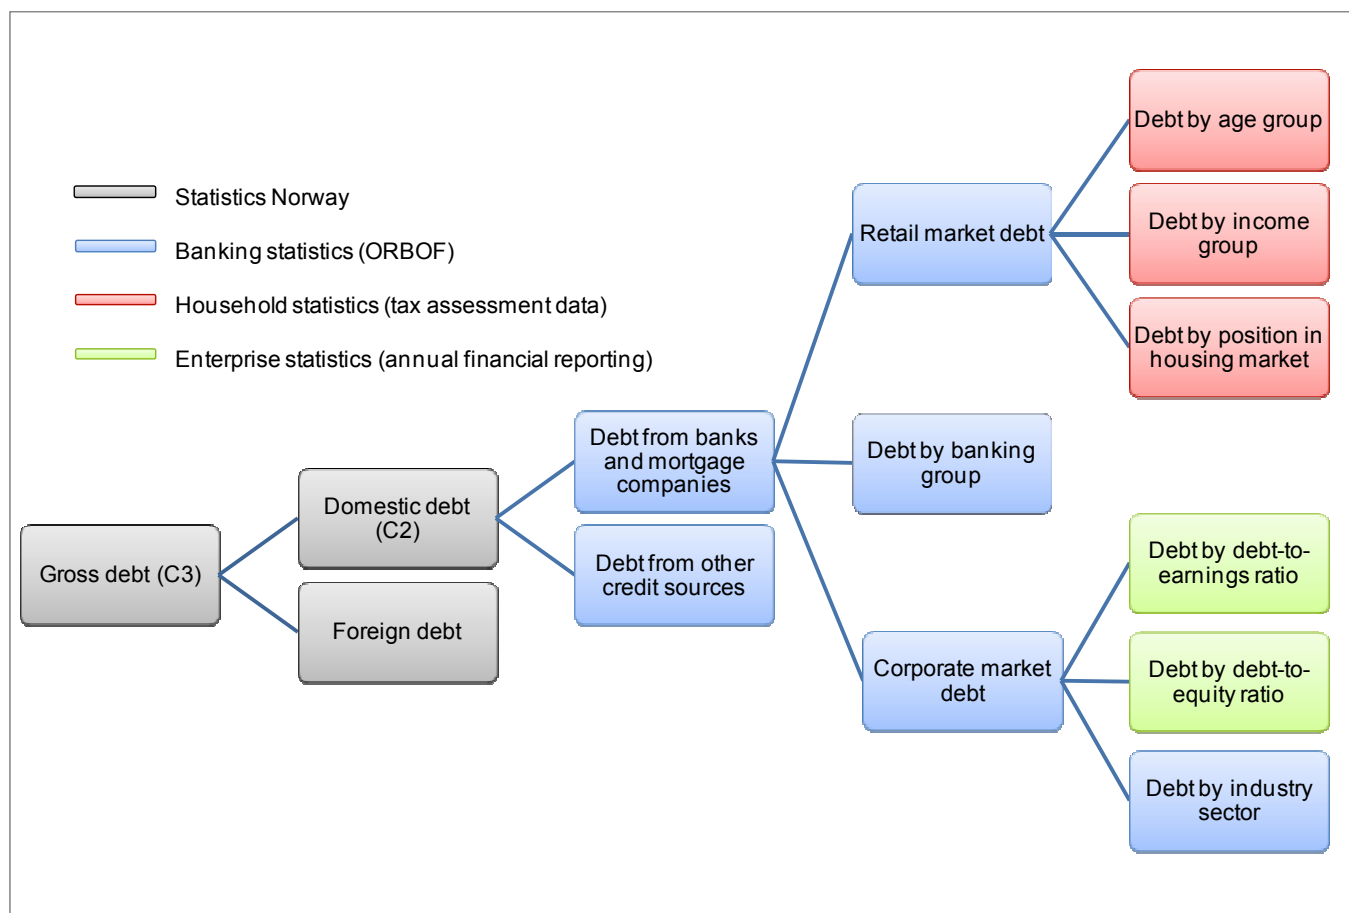 Statistics Norway
Banking statistics (ORBOF)
Household statistics (tax assessment data)
Enterprise statistics (annual financial reporting)
Gross debt (C3)
Domestic debt
(C2)
Foreign debt
Debt from banks
and mortgage
companies
Debt from other
credit sources
Retail market debt
Debt by banking
group
Corporate market
debt
Debt by age group
Debt by income
group
Debt by position in
housing market
Debt by debt-to-
earnings ratio
Debt by debt-to-
equity ratio
Debt by industry
sector